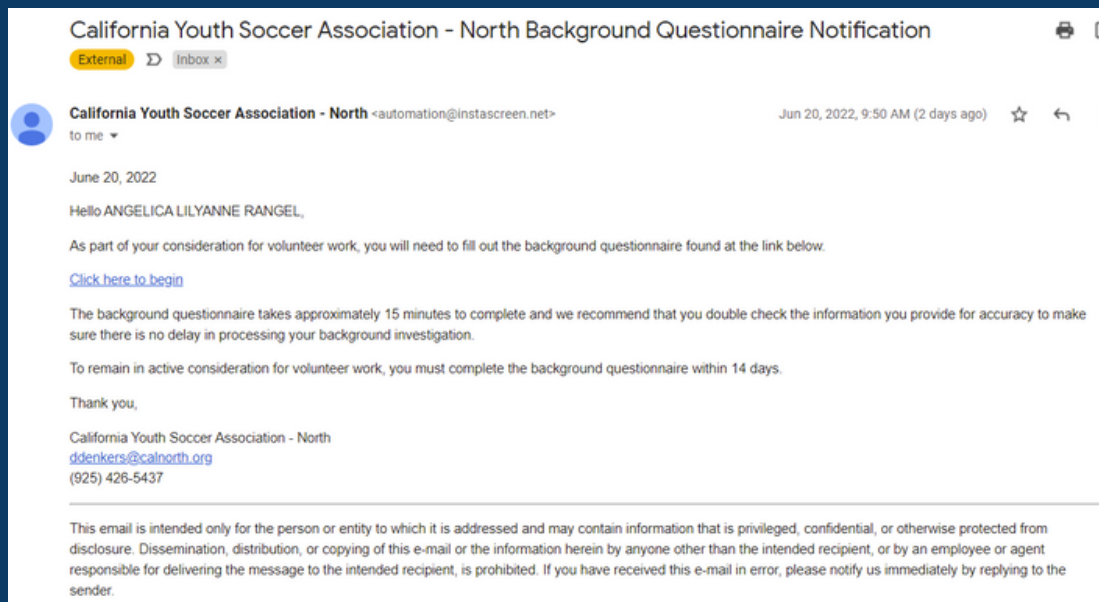 California Youth Soccer Association - North Background Questionnaire Notification
External Inbox ×
California Youth Soccer Association - North <automation@instascreen.net> Jun 20, 2022, 9:50 AM (2 days ago)
to me
June 20, 2022
Hello ANGELICA LILYANNE RANGEL,
As part of your consideration for volunteer work, you will need to fill out the background questionnaire found at the link below.
Click here to begin
The background questionnaire takes approximately 15 minutes to complete and we recommend that you double check the information you provide for accuracy to make
sure there is no delay in processing your background investigation.
To remain in active consideration for volunteer work, you must complete the background questionnaire within 14 days.
Thank you,
California Youth Soccer Association - North
ddenkers@calnorth.org
(925) 426-5437
This email is intended only for the person or entity to which it is addressed and may contain information that is privileged, confidential, or otherwise protected from
disclosure. Dissemination, distribution, or copying of this e-mail or the information herein by anyone other than the intended recipient, or by an employee or agent
responsible for delivering the message to the intended recipient, is prohibited. If you have received this e-mail in error, please notify us immediately by replying to the
sender.